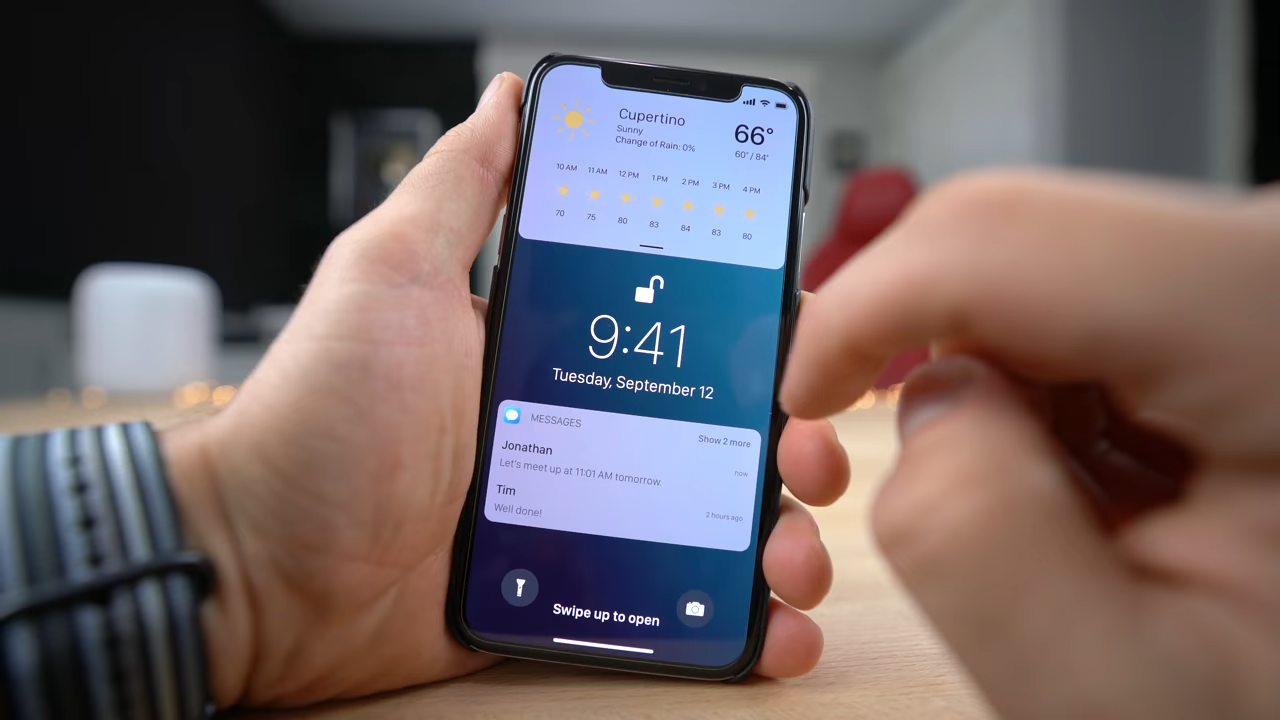 Cupertino
Sunny
Change of Rain: 0%
66°
60° / 84°
10 AM 11 AM 12 PM 1 PM 2 PM 3 PM 4 PM
70 75 80 83 84 83 80
9:41
Tuesday, September 12
MESSAGES
Show 2 more
Jonathan
now
Let's meet up at 11:01 AM tomorrow.
Tim
Well done!
2 hours ago
Swipe up to open